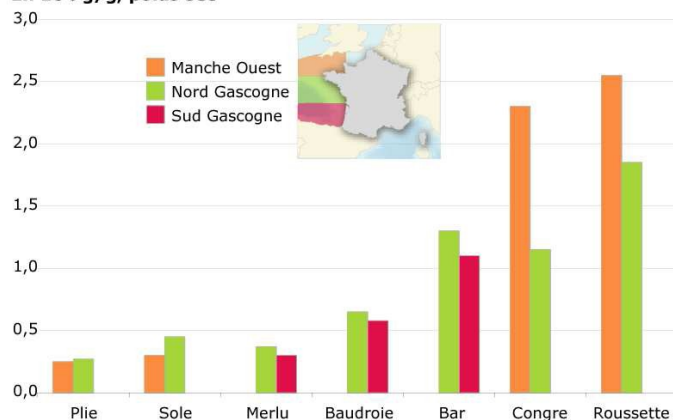 3,0
Manche Ouest
Nord Gascogne
Sud Gascogne
2,5
2,0
1,5
1,0
0,5
0,0
Plie Sole Merlu Baudroie Bar Congre Roussette